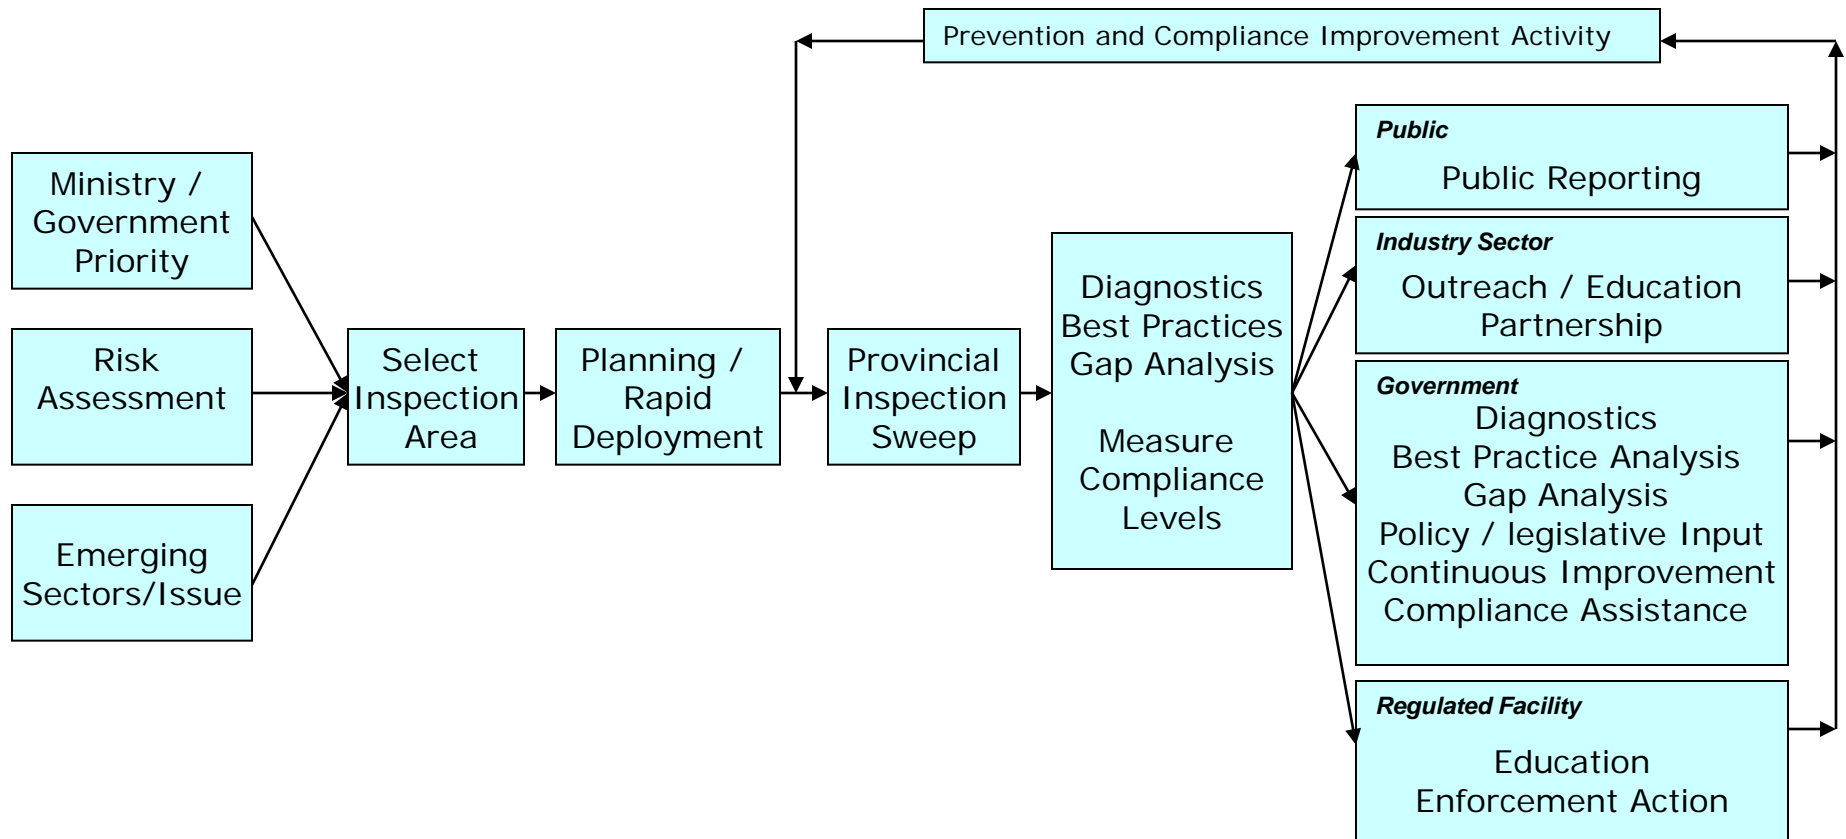 Prevention and Compliance Improvement Activity
Ministry /
Government
Priority
Risk
Assessment
Emerging
Sectors/Issue
Select
Inspection
Area
Planning /
Rapid
Deployment
Provincial
Inspection
Sweep
Diagnostics
Best Practices
Gap Analysis
Measure
Compliance
Levels
Public
Public Reporting
Industry Sector
Outreach / Education
Partnership
Government
Diagnostics
Best Practice Analysis
Gap Analysis
Policy / legislative Input
Continuous Improvement
Compliance Assistance
Regulated Facility
Education
Enforcement Action